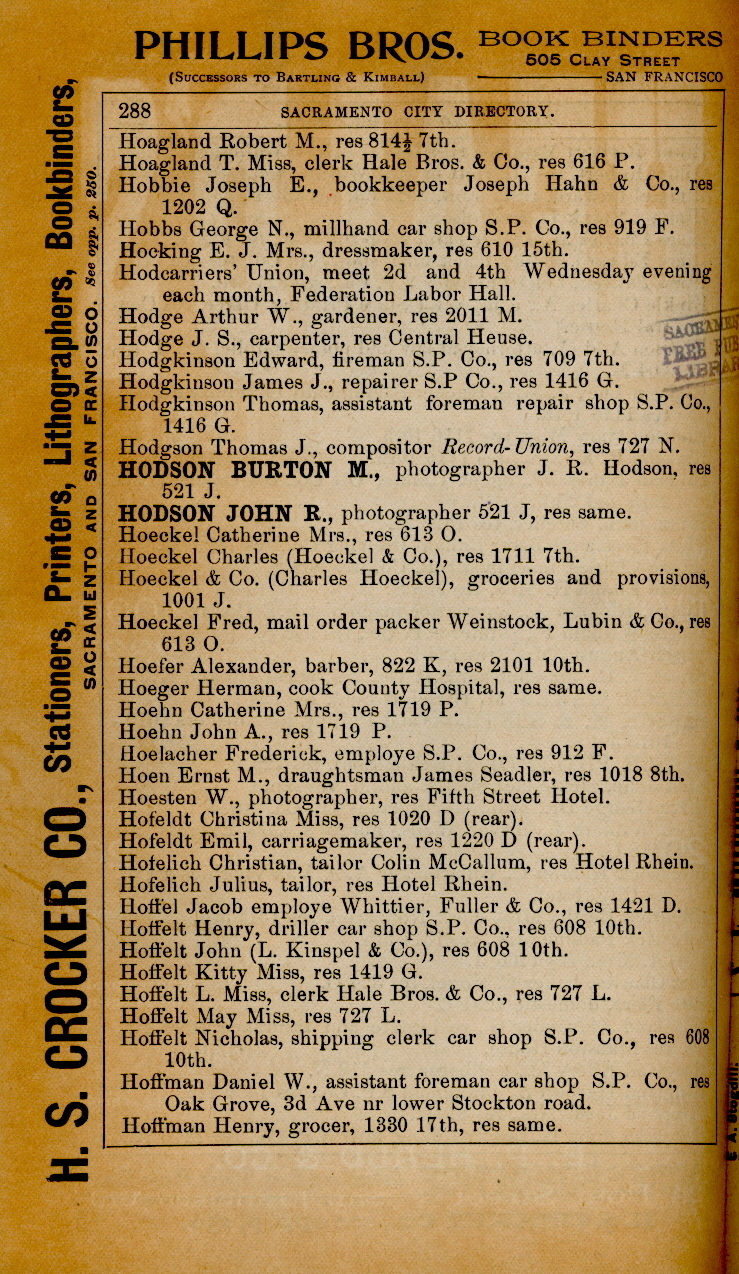 PHILLIPS BROS. BOOK BINDERS
505 CLAY STREET
(SUCCESSORS TO BARTLING & KIMBALL) SAN FRANCISCO
H. S. CROCKER CO., Stationers, Printers, Lithographers, Bookbinders,
SACRAMENTO AND SAN FRANCISCO. See opp. p. 250.
288 SACRAMENTO CITY DIRECTORY.
Hoagland Robert M., res 814½ 7th.
Hoagland T. Miss, clerk Hale Bros. & Co., res 616 P.
Hobbie Joseph E., bookkeeper Joseph Hahn & Co., res
1202 Q.
Hobbs George N., millhand car shop S.P. Co., res 919 F.
Hocking E. J. Mrs., dressmaker, res 610 15th.
Hodcarriers' Union, meet 2d and 4th Wednesday evening
each month, Federation Labor Hall.
Hodge Arthur W., gardener, res 2011 M.
Hodge J. S., carpenter, res Central House.
Hodgkinson Edward, fireman S.P. Co., res 709 7th.
Hodgkinson James J., repairer S.P Co., res 1416 G.
Hodgkinson Thomas, assistant foreman repair shop S.P. Co.,
1416 G.
Hodgson Thomas J., compositor Record-Union, res 727 N.
HODSON BURTON M., photographer J. R. Hodson, res
521 J.
HODSON JOHN R., photographer 521 J, res same.
Hoeckel Catherine Mrs., res 613 O.
Hoeckel Charles (Hoeckel & Co.), res 1711 7th.
Hoeckel & Co. (Charles Hoeckel), groceries and provisions,
1001 J.
Hoeckel Fred, mail order packer Weinstock, Lubin & Co., res
613 O.
Hoefer Alexander, barber, 822 K, res 2101 10th.
Hoeger Herman, cook County Hospital, res same.
Hoehn Catherine Mrs., res 1719 P.
Hoehn John A., res 1719 P.
Hoelacher Frederick, employe S.P. Co., res 912 F.
Hoen Ernst M., draughtsman James Seadler, res 1018 8th.
Hoesten W., photographer, res Fifth Street Hotel.
Hofeldt Christina Miss, res 1020 D (rear).
Hofeldt Emil, carriagemaker, res 1220 D (rear).
Hofelich Christian, tailor Colin McCallum, res Hotel Rhein.
Hofelich Julius, tailor, res Hotel Rhein.
Hoffel Jacob employe Whittier, Fuller & Co., res 1421 D.
Hoffelt Henry, driller car shop S.P. Co., res 608 10th.
Hoffelt John (L. Kinspel & Co.), res 608 10th.
Hoffelt Kitty Miss, res 1419 G.
Hoffelt L. Miss, clerk Hale Bros. & Co., res 727 L.
Hoffelt May Miss, res 727 L.
Hoffelt Nicholas, shipping clerk car shop S.P. Co., res 608
10th.
Hoffman Daniel W., assistant foreman car shop S.P. Co., res
Oak Grove, 3d Ave nr lower Stockton road.
Hoffman Henry, grocer, 1330 17th, res same.